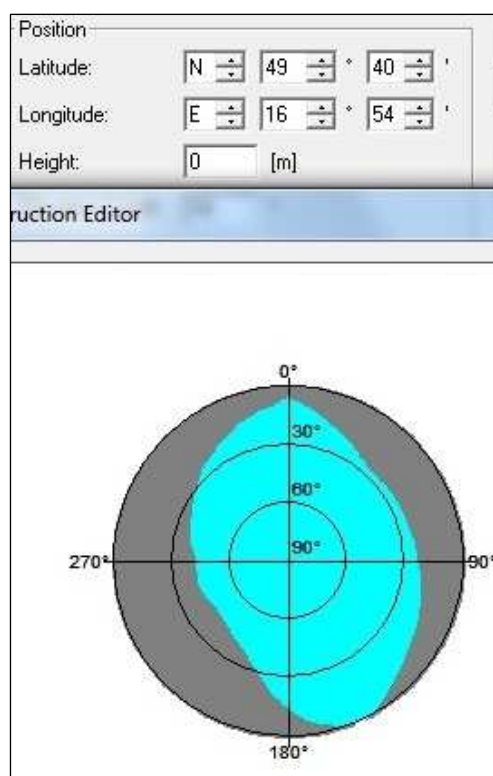 Position
Latitude: N 49 ° 40 '
Longitude: E 16 ° 54 '
Height: 0 [m]
ruction Editor
0°
30°
60°
90°
270° 90°
180°